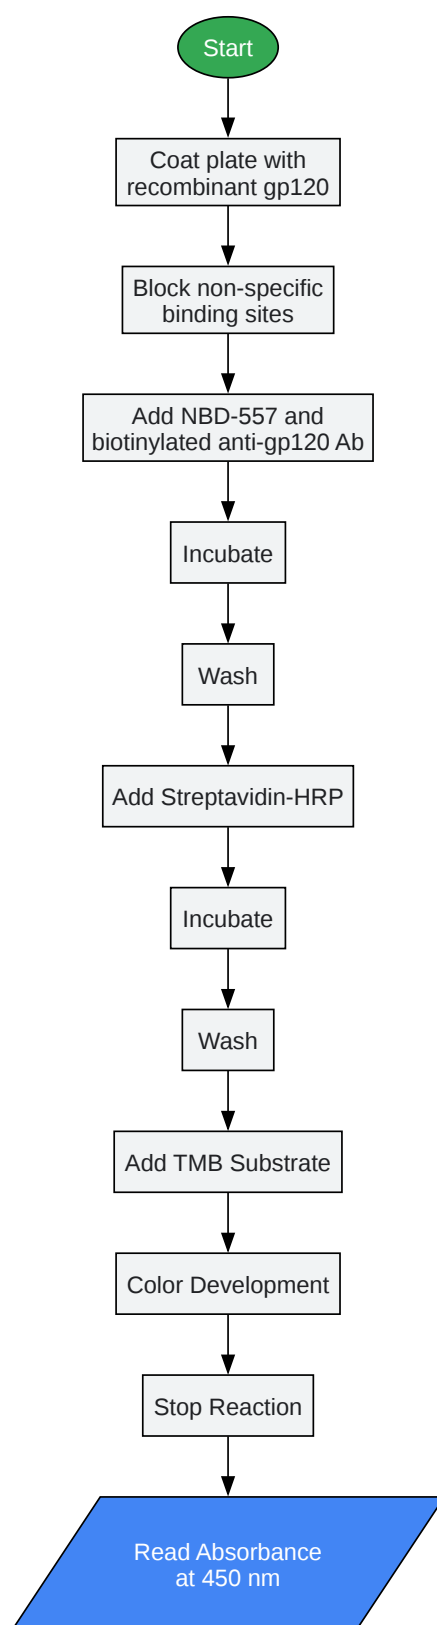 Start
Coat plate with
recombinant gp120
Block non-specific
binding sites
Add NBD-557 and
biotinylated anti-gp120 Ab
Incubate
Wash
Add Streptavidin-HRP
Incubate
Wash
Add TMB Substrate
Color Development
Stop Reaction
Read Absorbance
at 450 nm